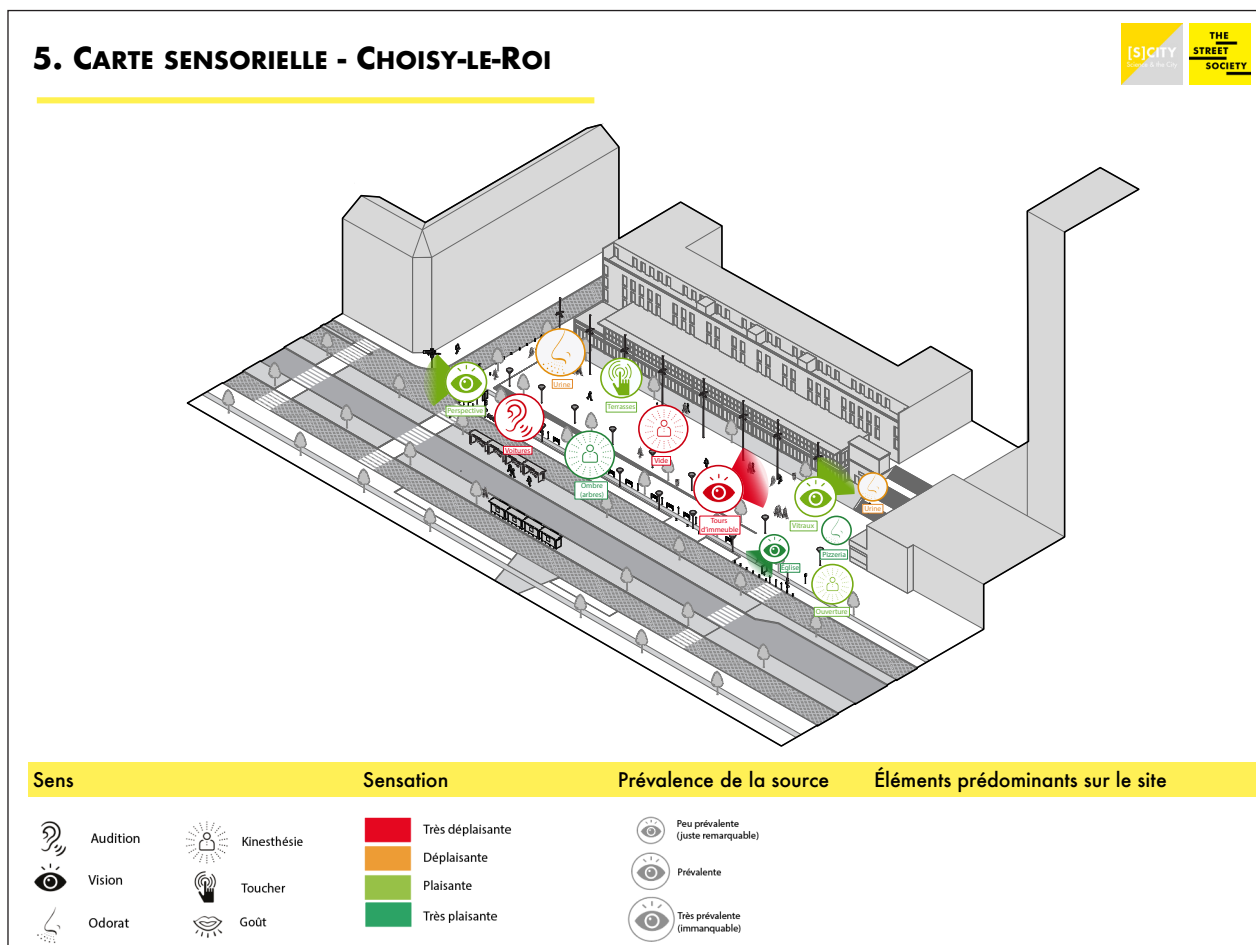 5. CARTE SENSORIELLE - CHOISY-LE-ROI
[S]CITY
Science & the City
THE
STREET
SOCIETY
Urine
Perspective
Terrasses
Voitures
Vide
Ombre
(arbres)
Tours
d'immeuble
Vitraux
Urine
Pizzeria
Église
Ouverture
Sens
Sensation
Prévalence de la source
Éléments prédominants sur le site
Audition
Kinesthésie
Vision
Toucher
Odorat
Goût
Très déplaisante
Déplaisante
Plaisante
Très plaisante
Peu prévalente
(juste remarquable)
Prévalente
Très prévalente
(immanquable)